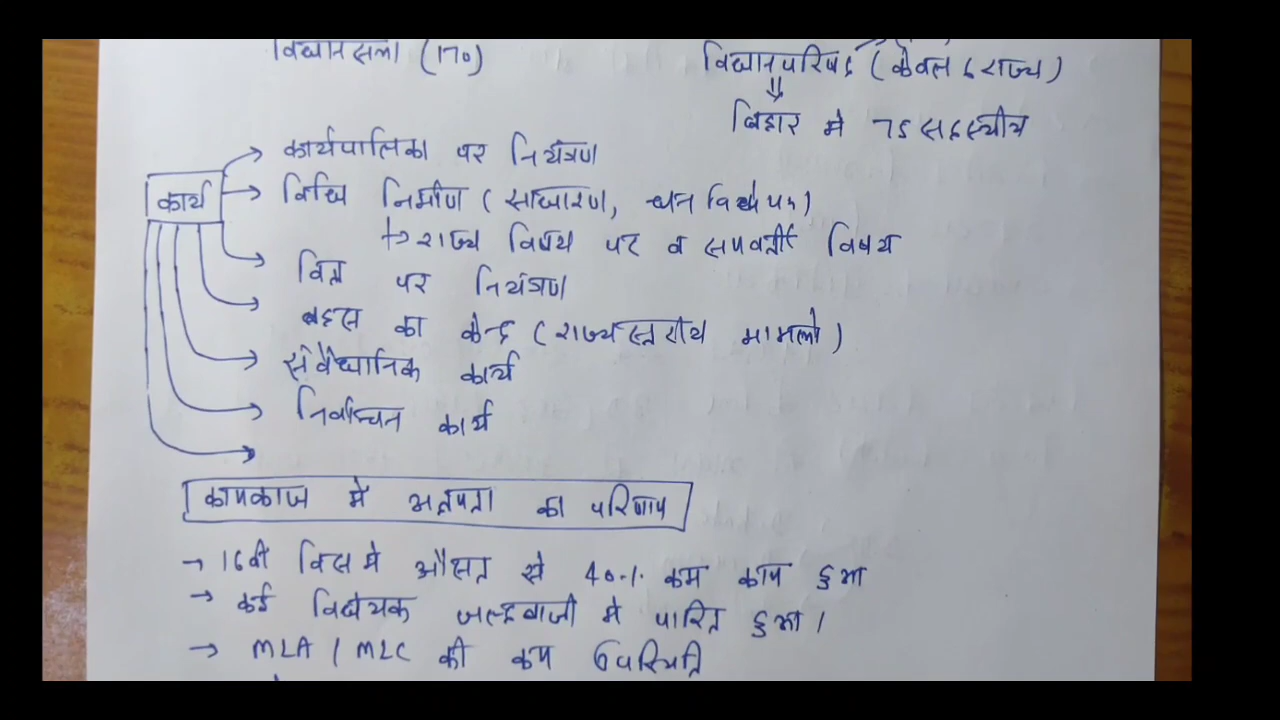 विधानसभा (170)
विधानपरिषद (केवल 6 राज्य)
बिहार मे 75 सदस्यीय
कार्यपालिका पर नियंत्रण
कार्य
विधि निर्माण (साधारण, धन विधेयक)
राज्य विषय पर व समवर्ती विषय
वित्त पर नियंत्रण
बहस का केन्द्र (राज्यस्तरीय मामलो)
संवैधानिक कार्य
निर्वाचन कार्य
कामकाज मे अक्षमता का परिणाम
→ 16वी विस मे औसत से 40% कम काम हुआ
→ कई विधेयक जल्दबाजी मे पारित हुआ।
→ MLA / MLC की कम उपस्थिति